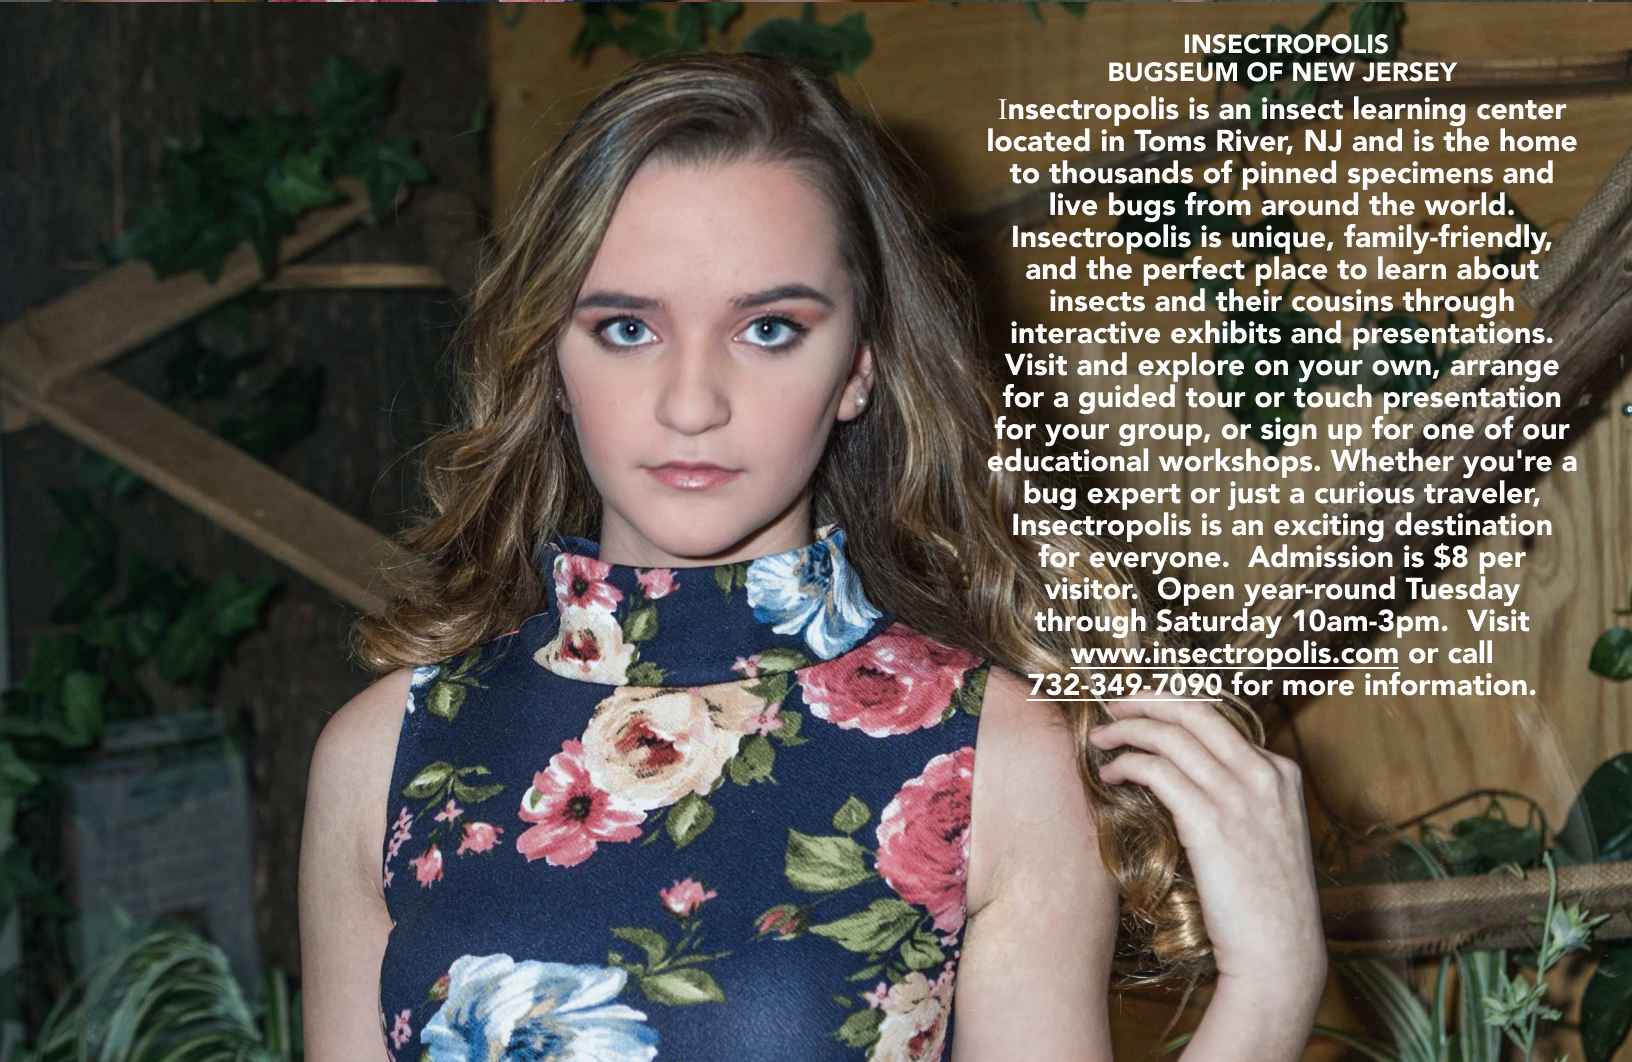 INSECTROPOLIS
BUGSEUM OF NEW JERSEY
Insectropolis is an insect learning center
located in Toms River, NJ and is the home
to thousands of pinned specimens and
live bugs from around the world.
Insectropolis is unique, family-friendly,
and the perfect place to learn about
insects and their cousins through
interactive exhibits and presentations.
Visit and explore on your own, arrange
for a guided tour or touch presentation
for your group, or sign up for one of our
educational workshops. Whether you're a
bug expert or just a curious traveler,
Insectropolis is an exciting destination
for everyone.  Admission is $8 per
visitor.  Open year-round Tuesday
through Saturday 10am-3pm.  Visit
www.insectropolis.com or call
732-349-7090 for more information.